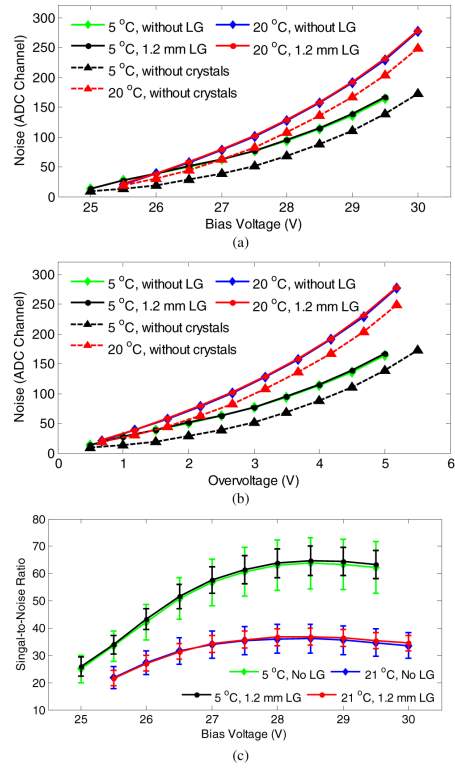 300
250
200
150
100
50
0
Noise (ADC Channel)
5 °C, without LG
20 °C, without LG
5 °C, 1.2 mm LG
20 °C, 1.2 mm LG
5 °C, without crystals
20 °C, without crystals
25 26 27 28 29 30
Bias Voltage (V)
(a)
300
250
200
150
100
50
0
Noise (ADC Channel)
5 °C, without LG
20 °C, without LG
5 °C, 1.2 mm LG
20 °C, 1.2 mm LG
5 °C, without crystals
20 °C, without crystals
0 1 2 3 4 5 6
Overvoltage (V)
(b)
80
70
60
50
40
30
20
10
Singal-to-Noise Ratio
5 °C, No LG
21 °C, No LG
5 °C, 1.2 mm LG
21 °C, 1.2 mm LG
25 26 27 28 29 30
Bias Voltage (V)
(c)